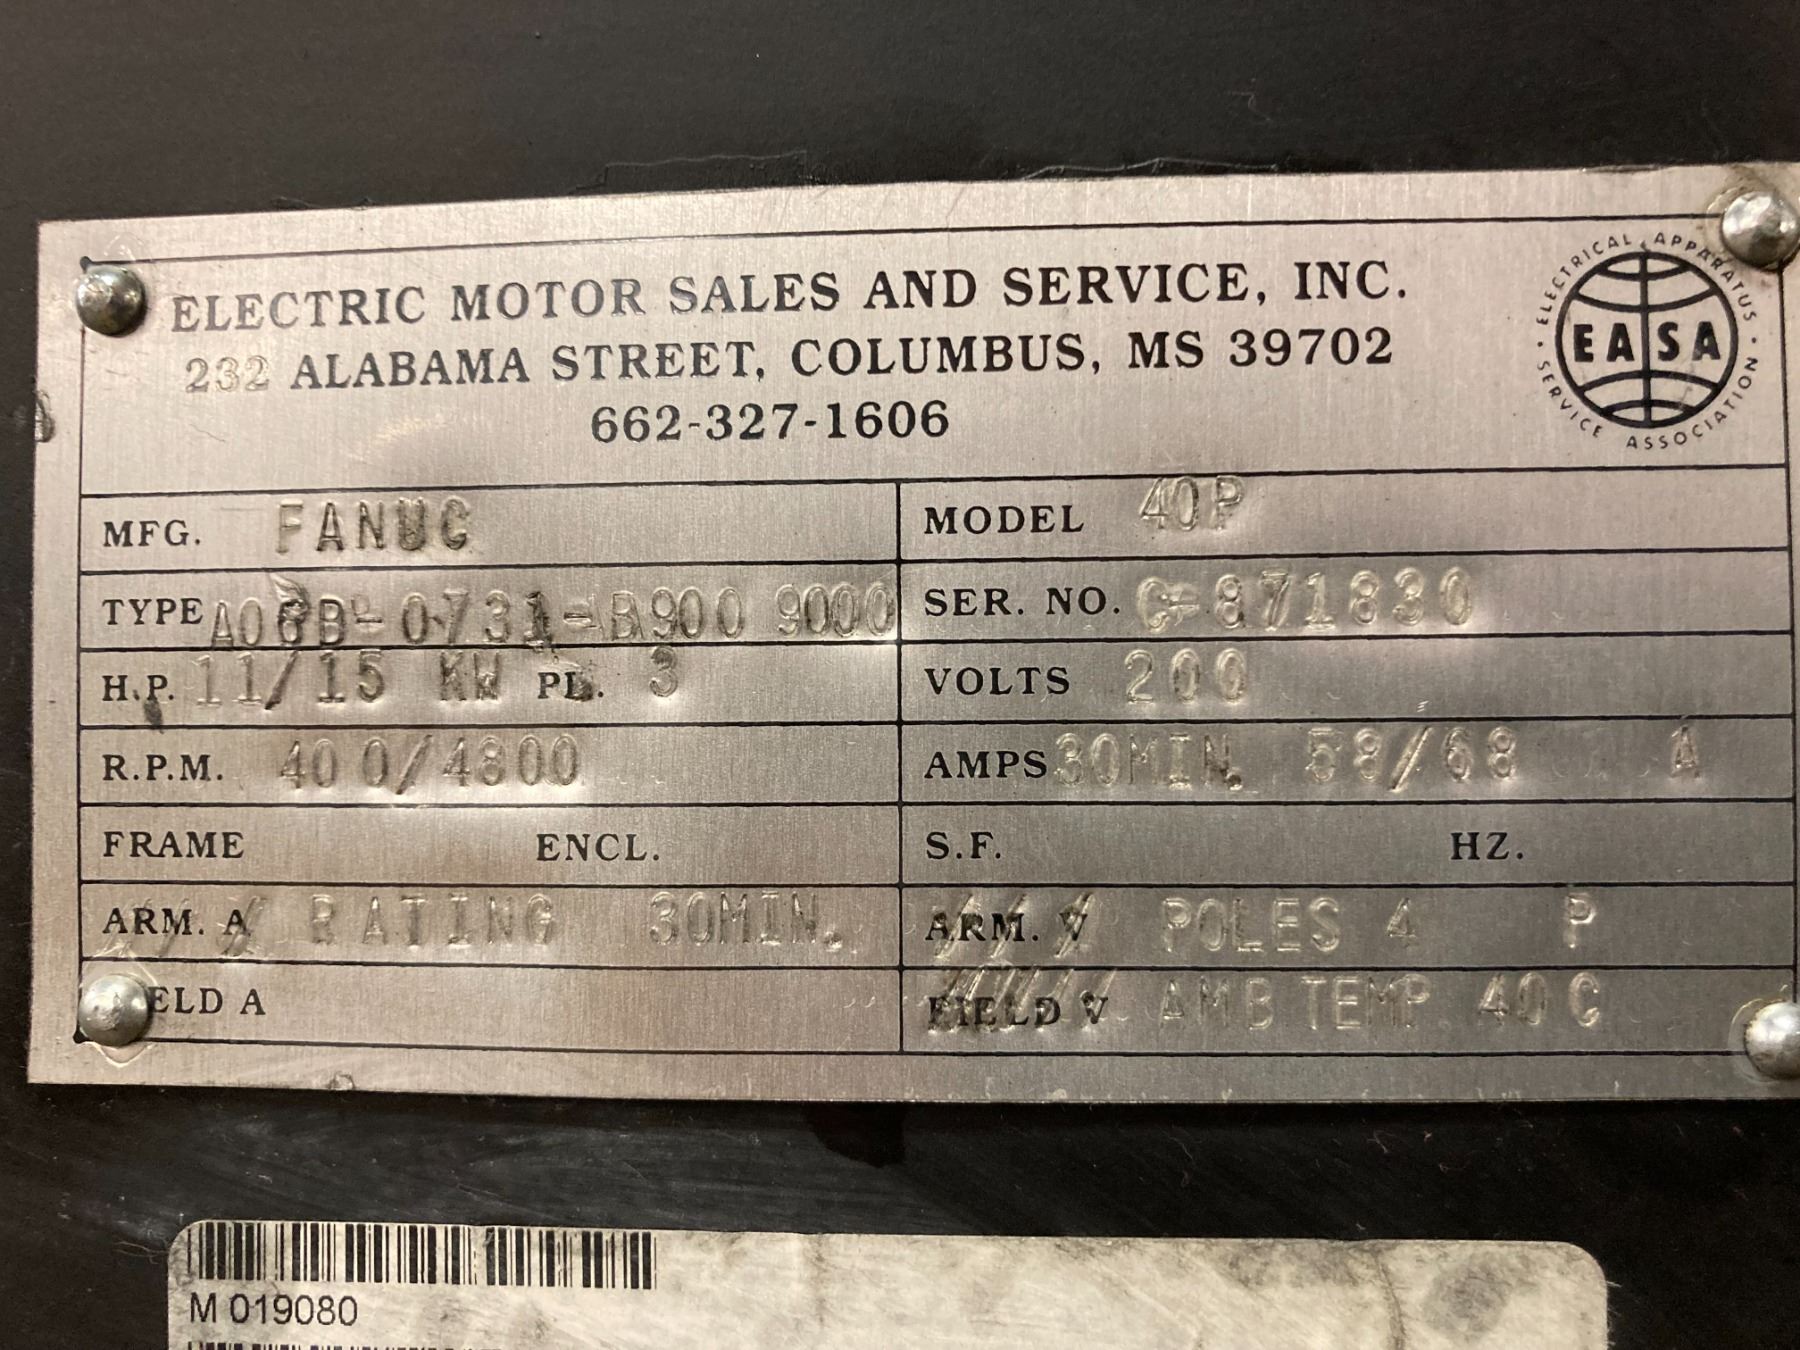 ELECTRIC MOTOR SALES AND SERVICE, INC.
232 ALABAMA STREET, COLUMBUS, MS 39702
662-327-1606
ELECTRICAL APPARATUS · SERVICE ASSOCIATION ·
EASA
MFG. FANUC MODEL 40P
TYPE A06B-0731-B900 9000 SER. NO. C-871830
H.P. 11/15 KW PL. 3 VOLTS 200
R.P.M. 400/4800 AMPS 30MIN. 58/68 A
FRAME ENCL. S.F. HZ.
ARM. A RATING 30MIN. ARM. V POLES 4 P
ELD A FIELD V AMB TEMP 40 C
M 019080